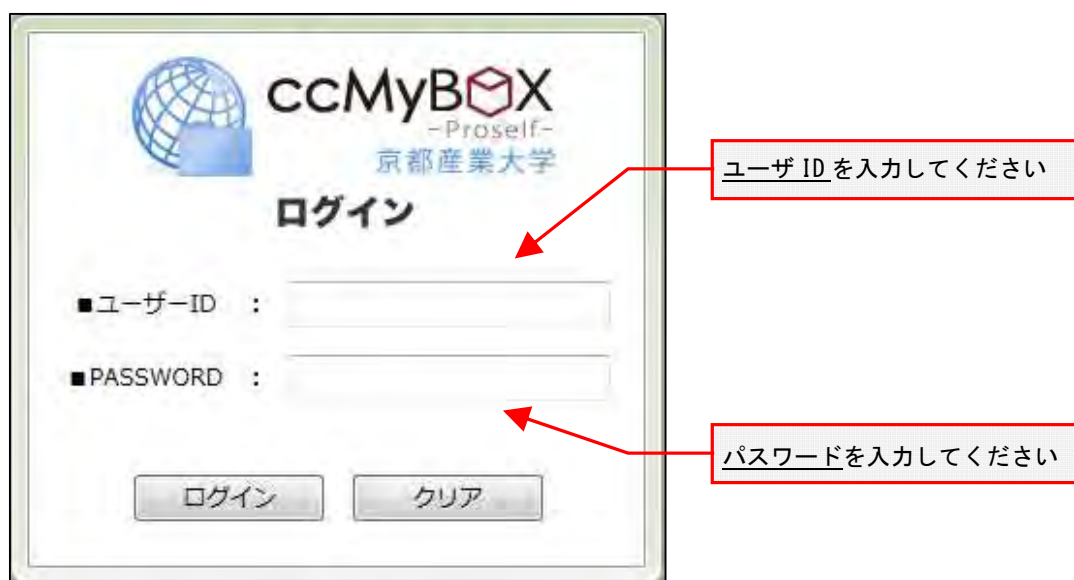 ccMyBOX
-Proself-
京都産業大学
ログイン
■ユーザーID :
■PASSWORD :
ログイン クリア
ユーザ ID を入力してください
パスワードを入力してください